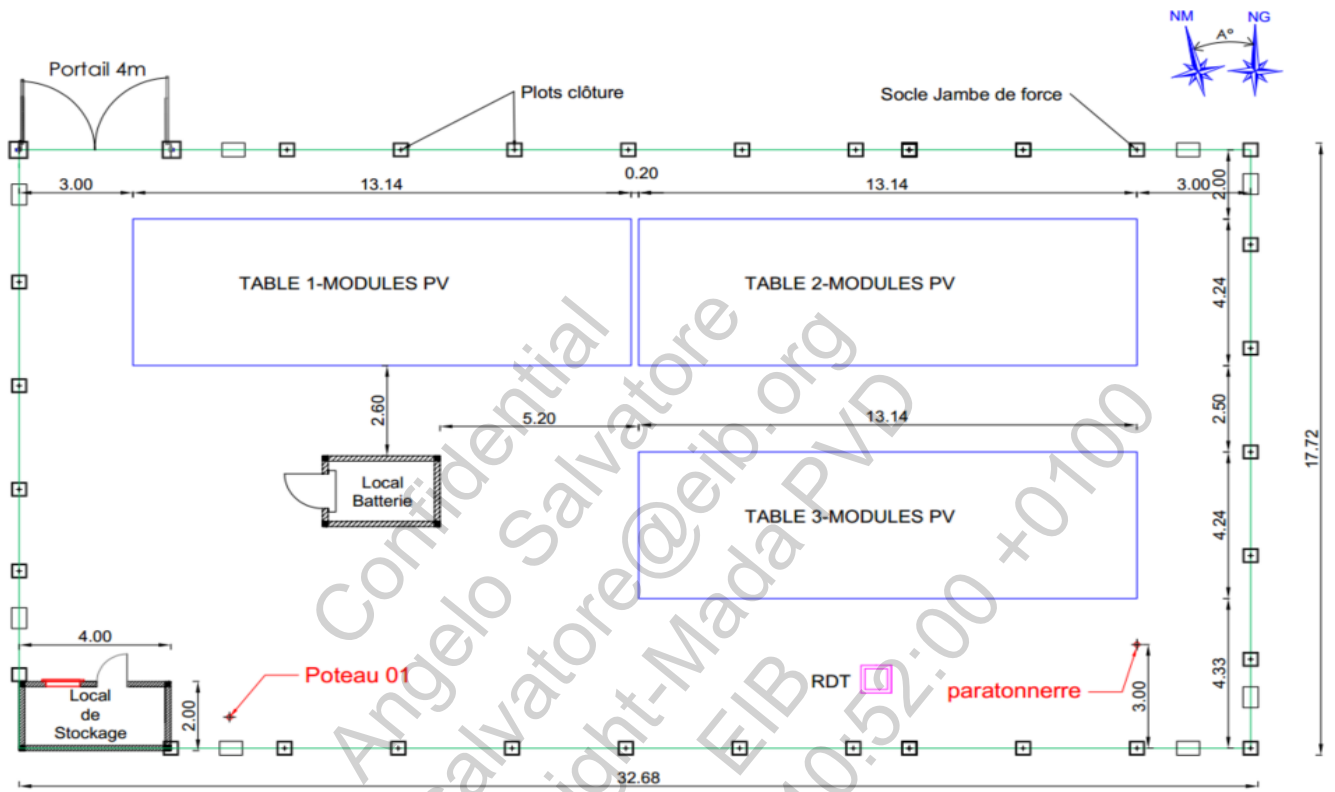 NM
NG
A°
Portail 4m
Plots clôture
Socle Jambe de force
3.00
13.14
0.20
13.14
3.00
2.00
TABLE 1-MODULES PV
TABLE 2-MODULES PV
4.24
17.72
2.60
5.20
13.14
2.50
Local
Batterie
TABLE 3-MODULES PV
4.24
4.00
Poteau 01
RDT
paratonnerre
3.00
4.33
Local
de
Stockage
2.00
32.68
Confidential
Angelo Salvatore
salvatore@eib.org
ight-Mada PVD
EIB
10:52:00 +0100